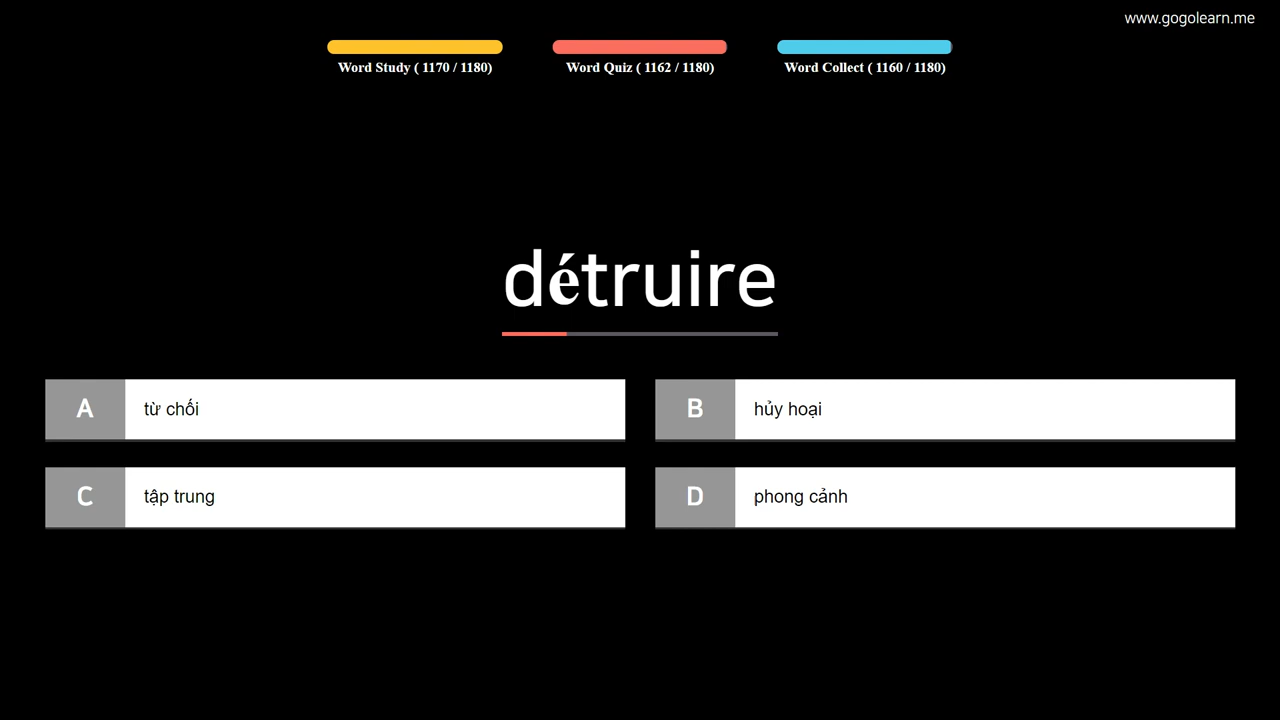 www.gogolearn.me
Word Study ( 1170 / 1180)
Word Quiz ( 1162 / 1180)
Word Collect ( 1160 / 1180)
détruire
A từ chối
B hủy hoại
C tập trung
D phong cảnh